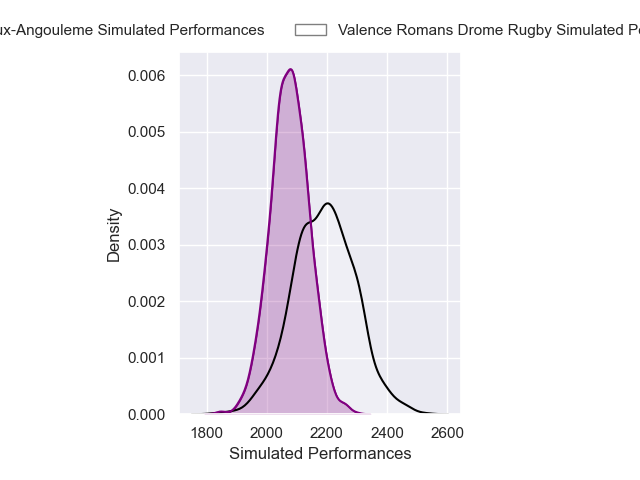 ux-Angouleme Simulated Performances Valence Romans Drome Rugby Simulated
0.006
0.005
0.004
0.003
0.002
0.001
0.000
Density
1800 2000 2200 2400 2600
Simulated Performances